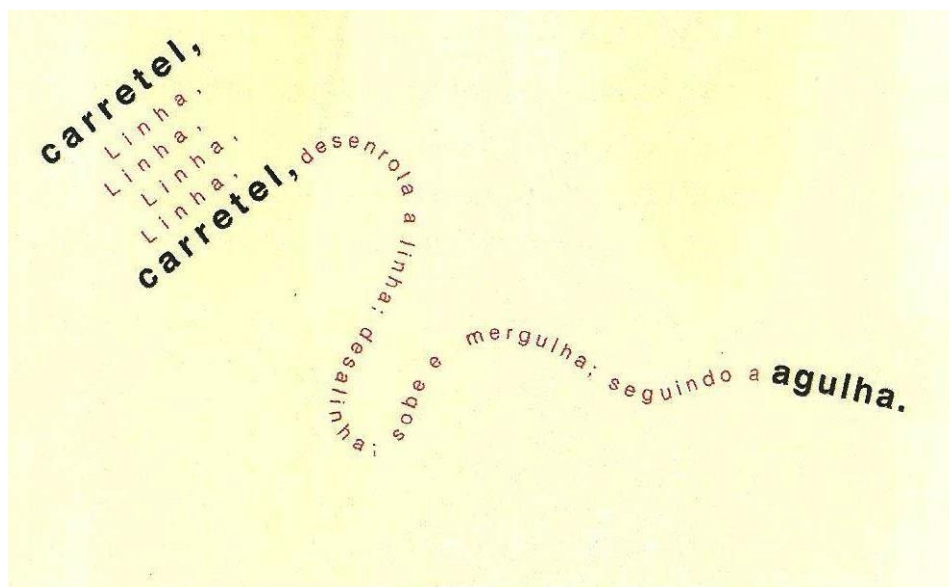 carretel,
Linha,
Linha,
Linha,
Linha,
carretel, desenrola a linha; desalinha; sobe e mergulha; seguindo a agulha.